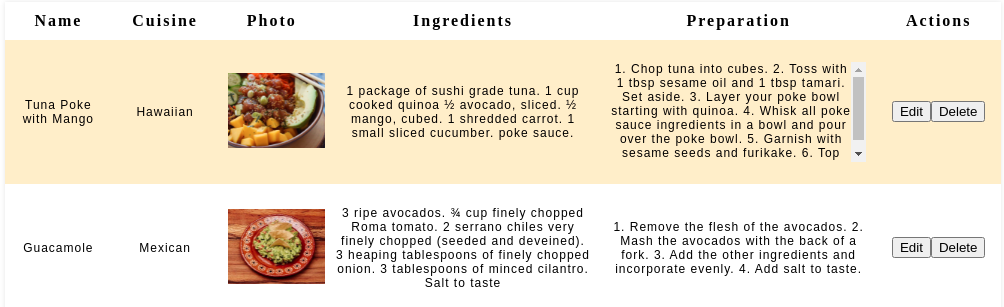 Name Cuisine Photo Ingredients Preparation Actions
Tuna Poke
with Mango
Hawaiian
1 package of sushi grade tuna. 1 cup
cooked quinoa ½ avocado, sliced. ½
mango, cubed. 1 shredded carrot. 1
small sliced cucumber. poke sauce.
1. Chop tuna into cubes. 2. Toss with
1 tbsp sesame oil and 1 tbsp tamari.
Set aside. 3. Layer your poke bowl
starting with quinoa. 4. Whisk all poke
sauce ingredients in a bowl and pour
over the poke bowl. 5. Garnish with
sesame seeds and furikake. 6. Top
Edit Delete
Guacamole
Mexican
3 ripe avocados. ¾ cup finely chopped
Roma tomato. 2 serrano chiles very
finely chopped (seeded and deveined).
3 heaping tablespoons of finely chopped
onion. 3 tablespoons of minced cilantro.
Salt to taste
1. Remove the flesh of the avocados. 2.
Mash the avocados with the back of a
fork. 3. Add the other ingredients and
incorporate evenly. 4. Add salt to taste.
Edit Delete